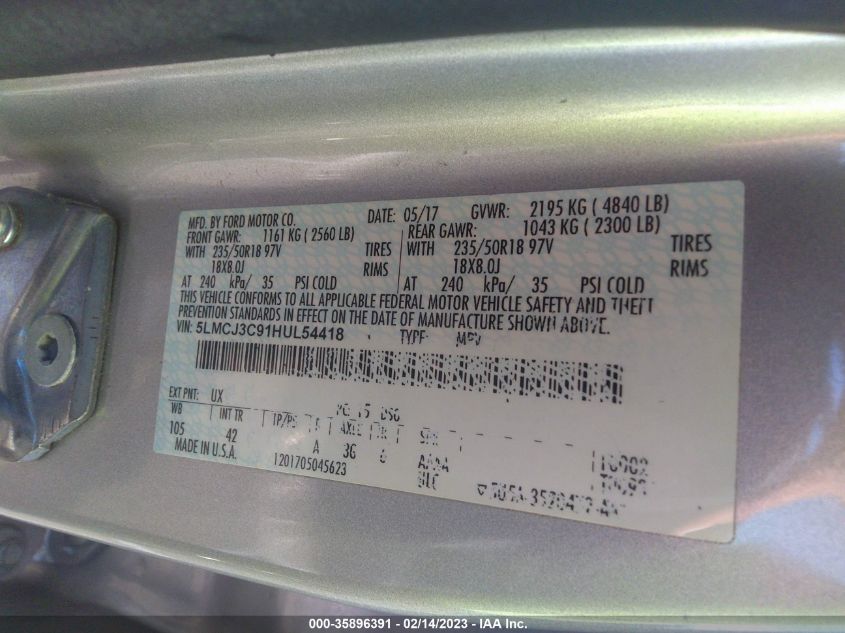 MFD. BY FORD MOTOR CO. DATE: 05/17 GVWR: 2195 KG ( 4840 LB)
FRONT GAWR: 1161 KG ( 2560 LB) REAR GAWR: 1043 KG ( 2300 LB)
WITH 235/50R18 97V TIRES WITH 235/50R18 97V TIRES
18X8.0J RIMS 18X8.0J RIMS
AT 240 kPa/ 35 PSI COLD AT 240 kPa/ 35 PSI COLD
THIS VEHICLE CONFORMS TO ALL APPLICABLE FEDERAL MOTOR VEHICLE SAFETY AND THEFT
PREVENTION STANDARDS IN EFFECT ON THE DATE OF MANUFACTURE SHOWN ABOVE.
VIN: 5LMCJ3C91HUL54418 TYPE: MPV
EXT PNT: UX DSO
WB INT TR TP/PS AXLE
105 42 A 3G 6
MADE IN U.S.A. 1201705045623
000-35896391 - 02/14/2023 - IAA Inc.